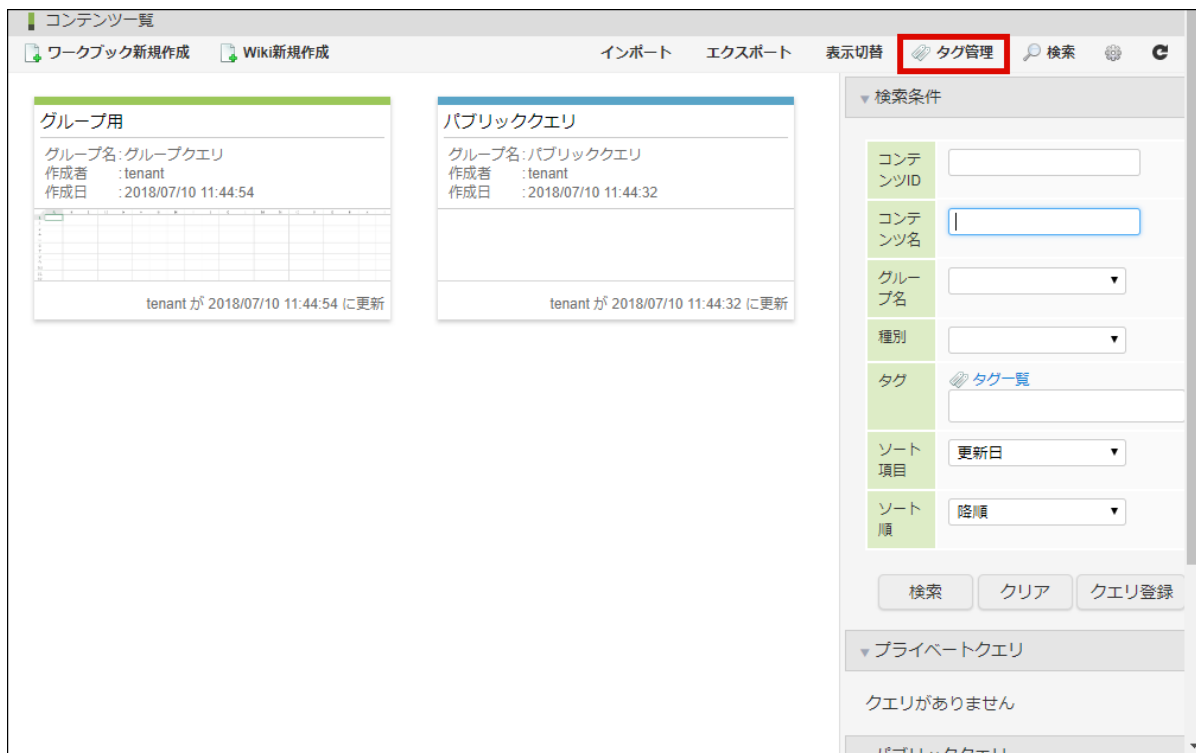 コンテンツ一覧
ワークブック新規作成 Wiki新規作成 インポート エクスポート 表示切替 タグ管理 検索
グループ用
グループ名:グループクエリ
作成者 :tenant
作成日 :2018/07/10 11:44:54
tenant が 2018/07/10 11:44:54 に更新
パブリッククエリ
グループ名:パブリッククエリ
作成者 :tenant
作成日 :2018/07/10 11:44:32
tenant が 2018/07/10 11:44:32 に更新
検索条件
コンテ
ンツID
コンテ
ンツ名
グルー
プ名
種別
タグ タグ一覧
ソート
項目
更新日
ソート
順
降順
検索 クリア クエリ登録
プライベートクエリ
クエリがありません
パブリッククエリ